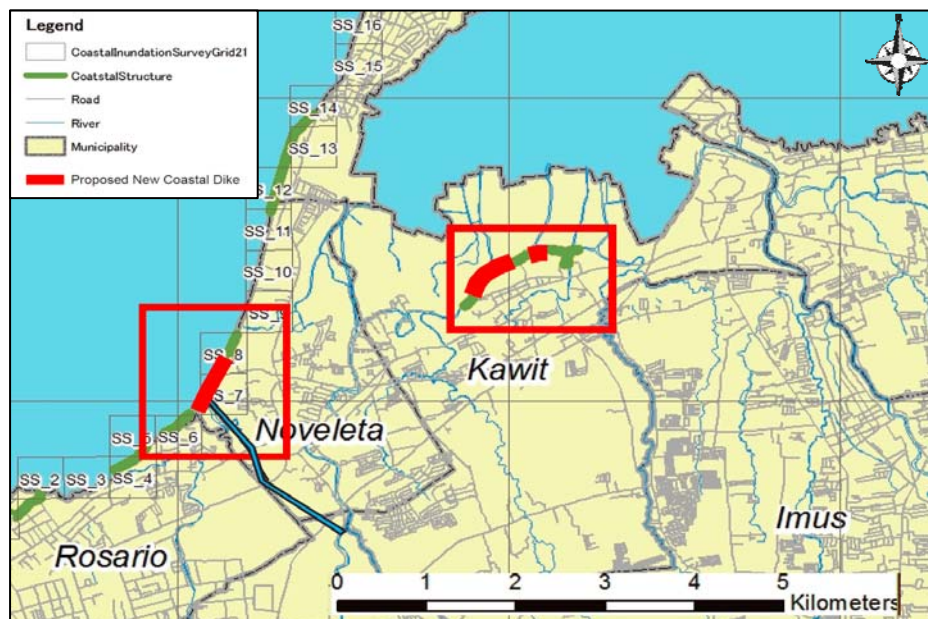 Legend
CoastalInundationSurveyGrid21
CoatstalStructure
Road
River
Municipality
Proposed New Coastal Dike
SS_16
SS_15
SS_14
SS_13
SS_12
SS_11
SS_10
SS_9
SS_8
SS_7
SS_5
SS_6
SS_2
SS_3
SS_4
Kawit
Noveleta
Rosario
Imus
0 1 2 3 4 5
Kilometers